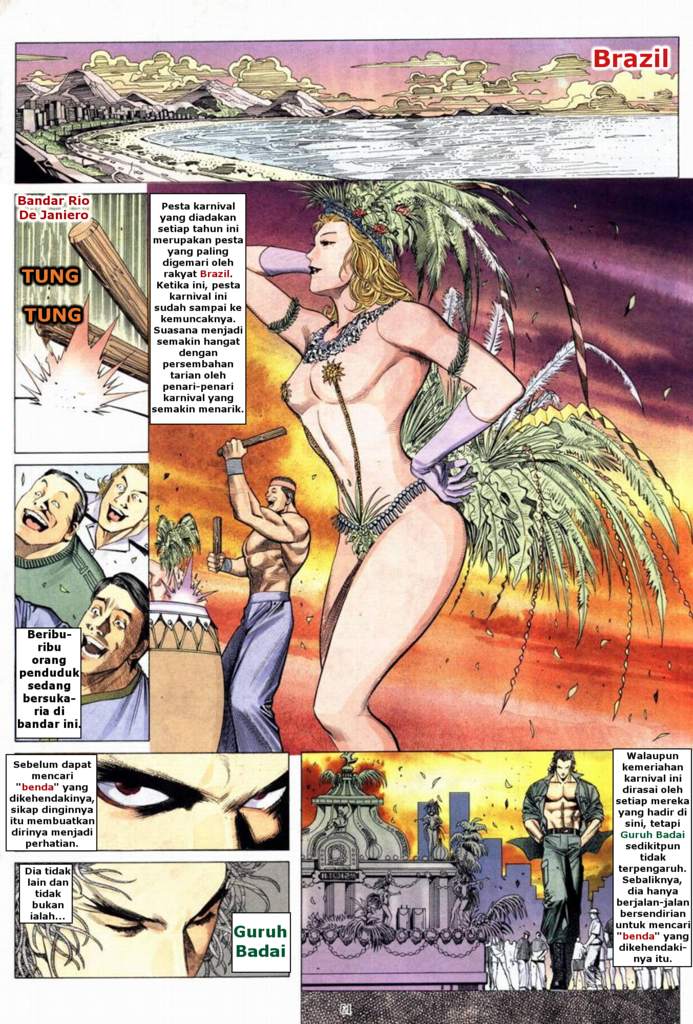 Brazil
Bandar Rio
De Janiero
TUNG
TUNG
Pesta karnival
yang diadakan
setiap tahun ini
merupakan pesta
yang paling
digemari oleh
rakyat Brazil.
Ketika ini, pesta
karnival ini
sudah sampai ke
kemuncaknya.
Suasana menjadi
semakin hangat
dengan
persembahan
tarian oleh
penari-penari
karnival yang
semakin menarik.
Beribu-
ribu
orang
penduduk
sedang
bersuka-
ria di
bandar ini.
Sebelum dapat
mencari
"benda" yang
dikehendakinya,
sikap dinginnya
itu membuatkan
dirinya menjadi
perhatian.
Dia tidak
lain dan
tidak
bukan
ialah...
Guruh
Badai
Walaupun
kemeriahan
karnival ini
dirasai oleh
setiap mereka
yang hadir di
sini, tetapi
Guruh Badai
sedikitpun
tidak
terpengaruh.
Sebaliknya,
dia hanya
berjalan-jalan
bersendirian
untuk mencari
"benda" yang
dikehendaki-
nya itu.